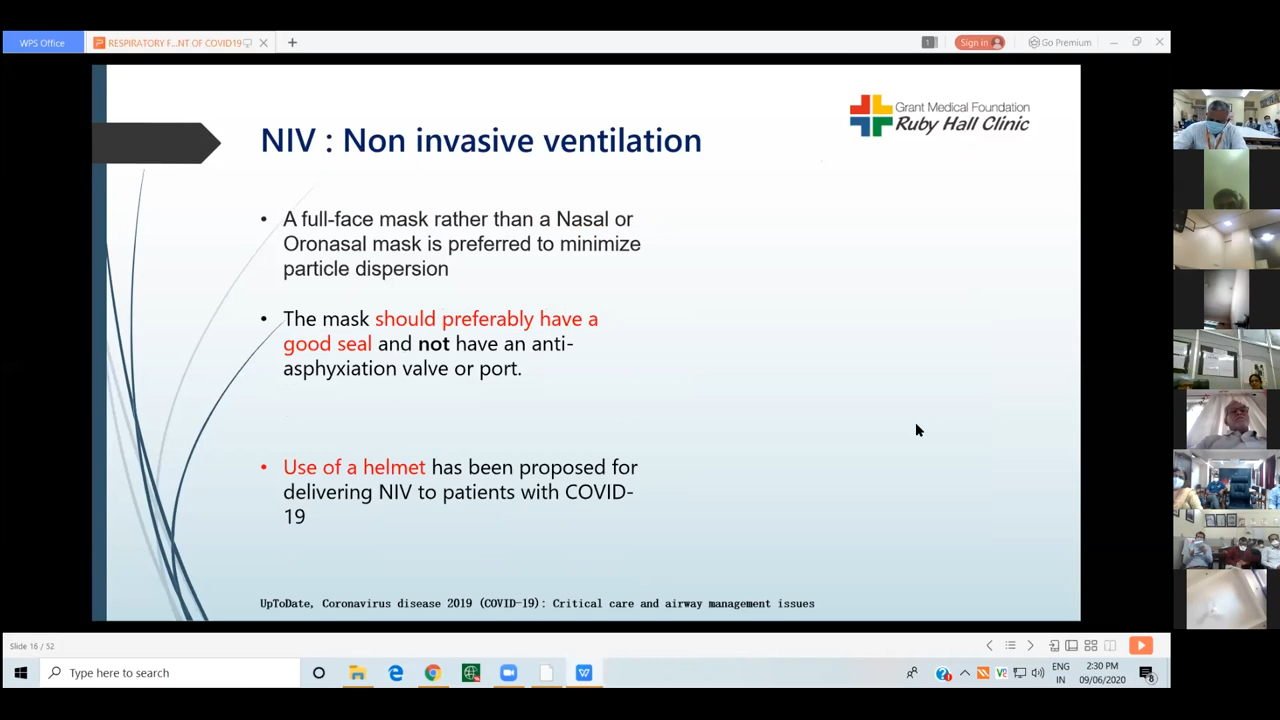 WPS Office
RESPIRATORY F...NT OF COVID19
1
Sign in
Go Premium
Grant Medical Foundation
Ruby Hall Clinic
NIV : Non invasive ventilation
• A full-face mask rather than a Nasal or
Oronasal mask is preferred to minimize
particle dispersion
• The mask should preferably have a
good seal and not have an anti-
asphyxiation valve or port.
• Use of a helmet has been proposed for
delivering NIV to patients with COVID-
19
UpToDate, Coronavirus disease 2019 (COVID-19): Critical care and airway management issues
Slide 16 / 52
Type here to search
ENG
IN
2:30 PM
09/06/2020
8